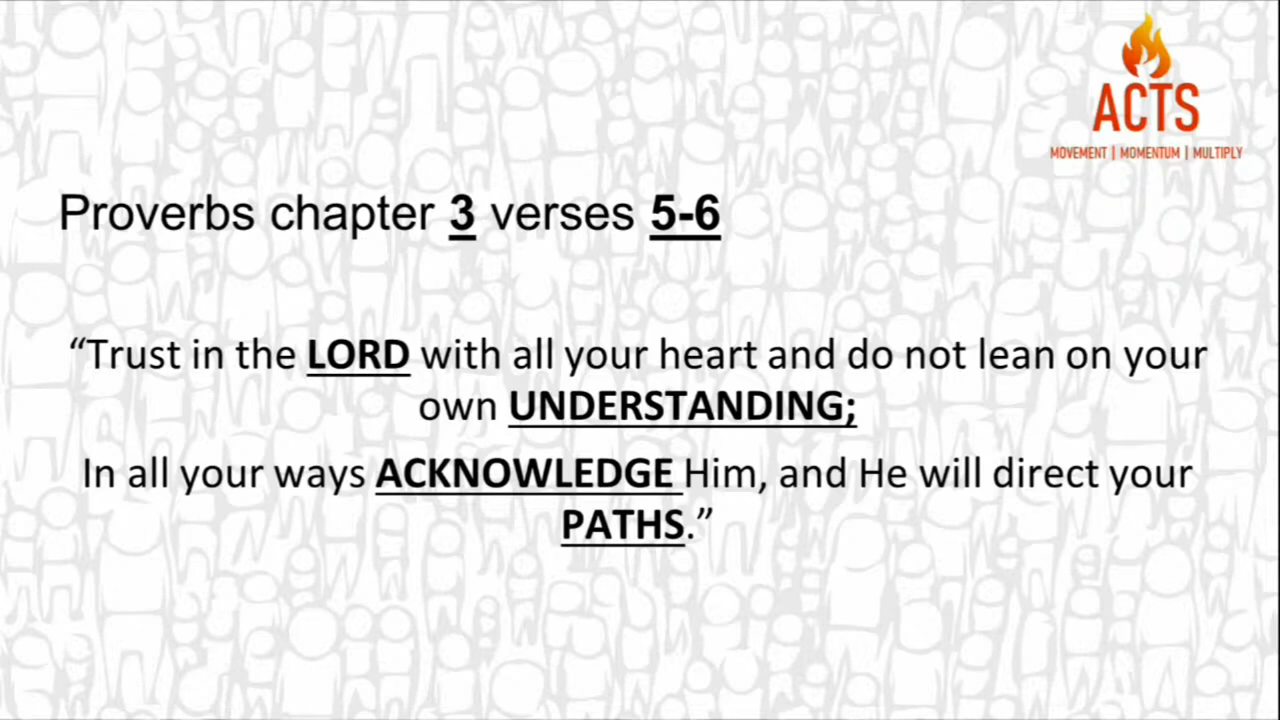 ACTS
MOVEMENT | MOMENTUM | MULTIPLY
Proverbs chapter 3 verses 5-6
“Trust in the LORD with all your heart and do not lean on your
own UNDERSTANDING;
In all your ways ACKNOWLEDGE Him, and He will direct your
PATHS.”